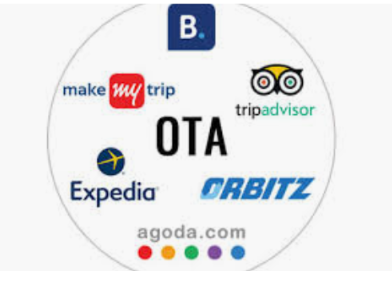 B.
make my trip
tripadvisor
OTA
Expedia
ORBITZ
agoda.com